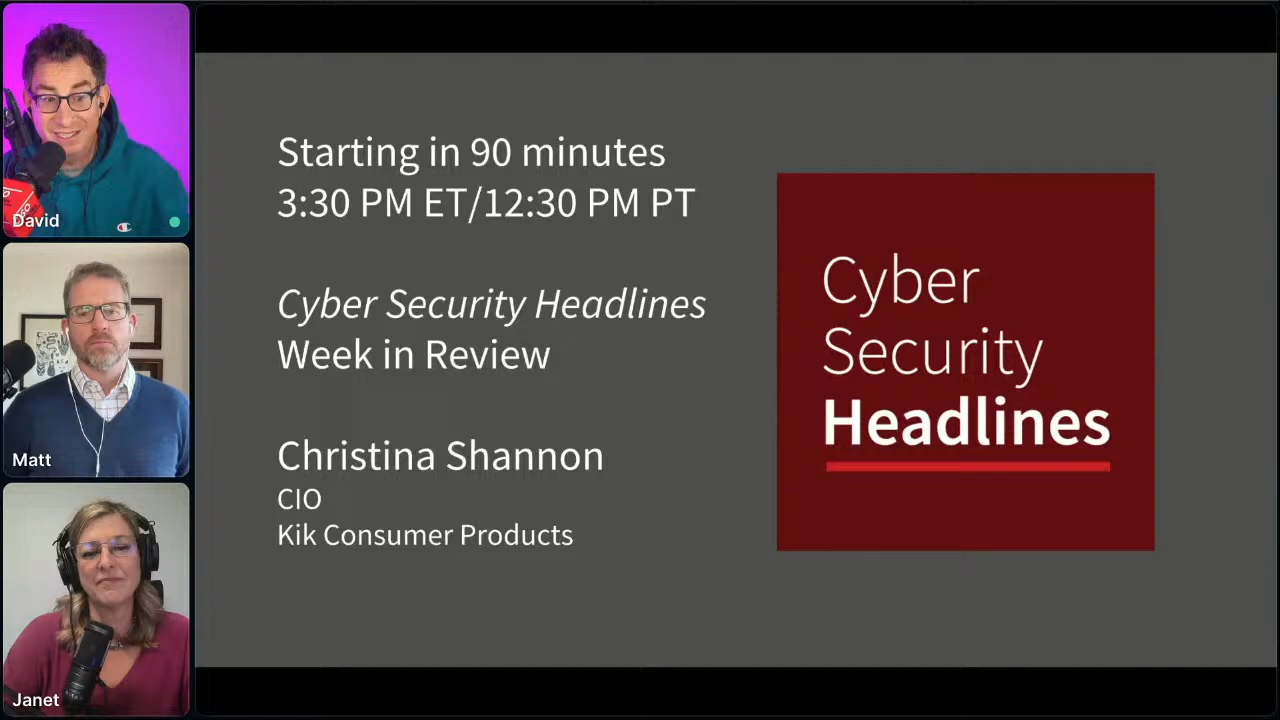 David
Matt
Janet
Starting in 90 minutes
3:30 PM ET/12:30 PM PT
Cyber Security Headlines
Week in Review
Christina Shannon
CIO
Kik Consumer Products
Cyber
Security
Headlines